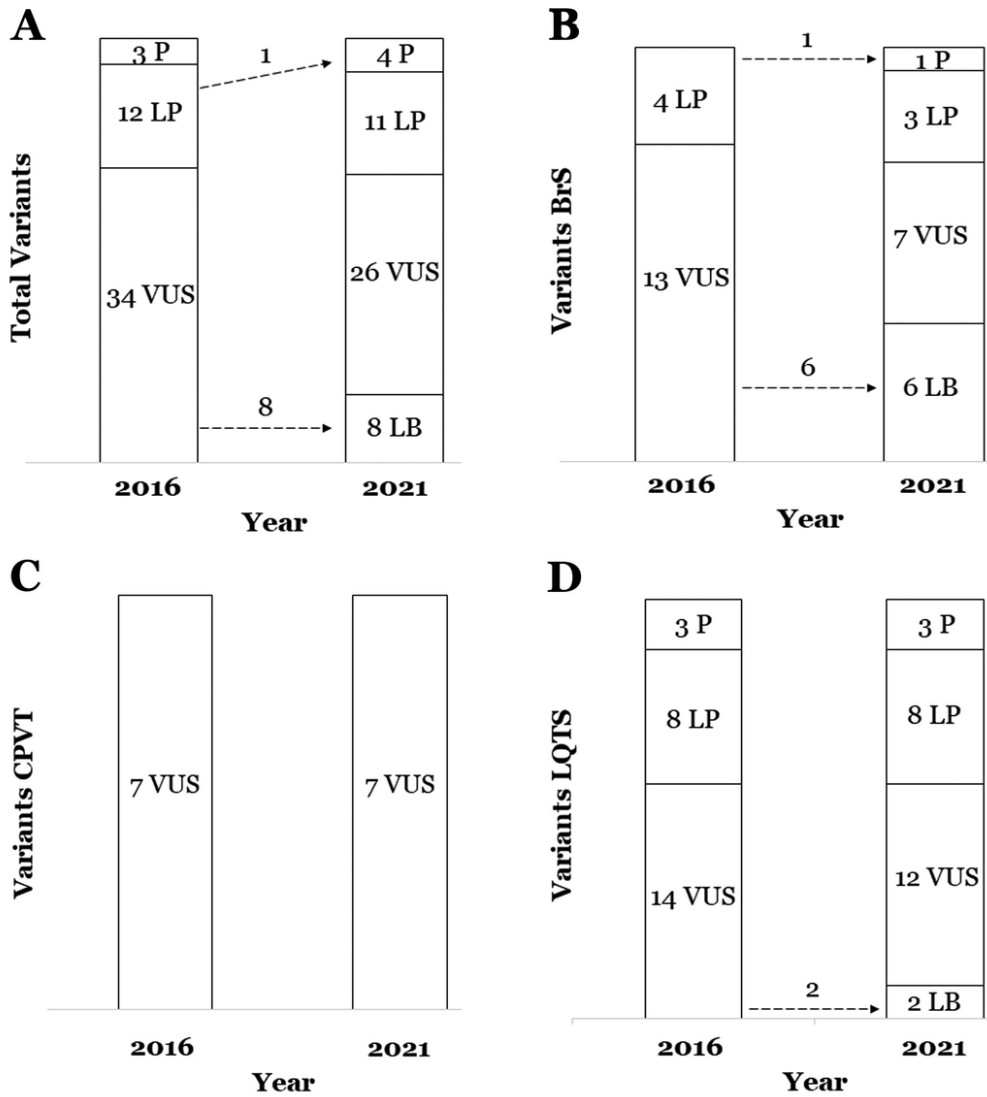 A
Total Variants
3 P
12 LP
34 VUS
1
8
4 P
11 LP
26 VUS
8 LB
2016
2021
Year
B
Variants BrS
4 LP
13 VUS
1
6
1 P
3 LP
7 VUS
6 LB
2016
2021
Year
C
Variants CPVT
7 VUS
7 VUS
2016
2021
Year
D
Variants LQTS
3 P
8 LP
14 VUS
2
3 P
8 LP
12 VUS
2 LB
2016
2021
Year